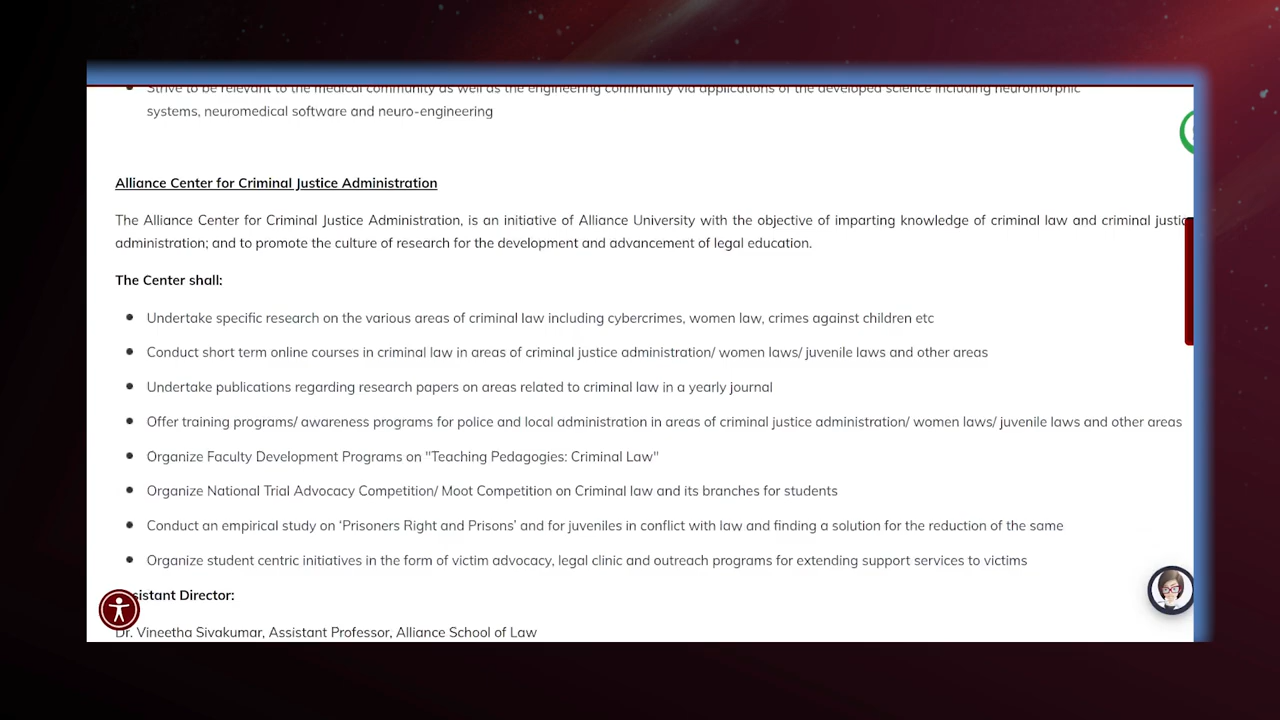 Strive to be relevant to the medical community as well as the engineering community via applications of the developed science including neuromorphic
systems, neuromedical software and neuro-engineering
Alliance Center for Criminal Justice Administration
The Alliance Center for Criminal Justice Administration, is an initiative of Alliance University with the objective of imparting knowledge of criminal law and criminal justic
administration; and to promote the culture of research for the development and advancement of legal education.
The Center shall:
Undertake specific research on the various areas of criminal law including cybercrimes, women law, crimes against children etc
Conduct short term online courses in criminal law in areas of criminal justice administration/ women laws/ juvenile laws and other areas
Undertake publications regarding research papers on areas related to criminal law in a yearly journal
Offer training programs/ awareness programs for police and local administration in areas of criminal justice administration/ women laws/ juvenile laws and other areas
Organize Faculty Development Programs on "Teaching Pedagogies: Criminal Law"
Organize National Trial Advocacy Competition/ Moot Competition on Criminal law and its branches for students
Conduct an empirical study on ‘Prisoners Right and Prisons’ and for juveniles in conflict with law and finding a solution for the reduction of the same
Organize student centric initiatives in the form of victim advocacy, legal clinic and outreach programs for extending support services to victims
sistant Director:
Dr. Vineetha Sivakumar, Assistant Professor, Alliance School of Law